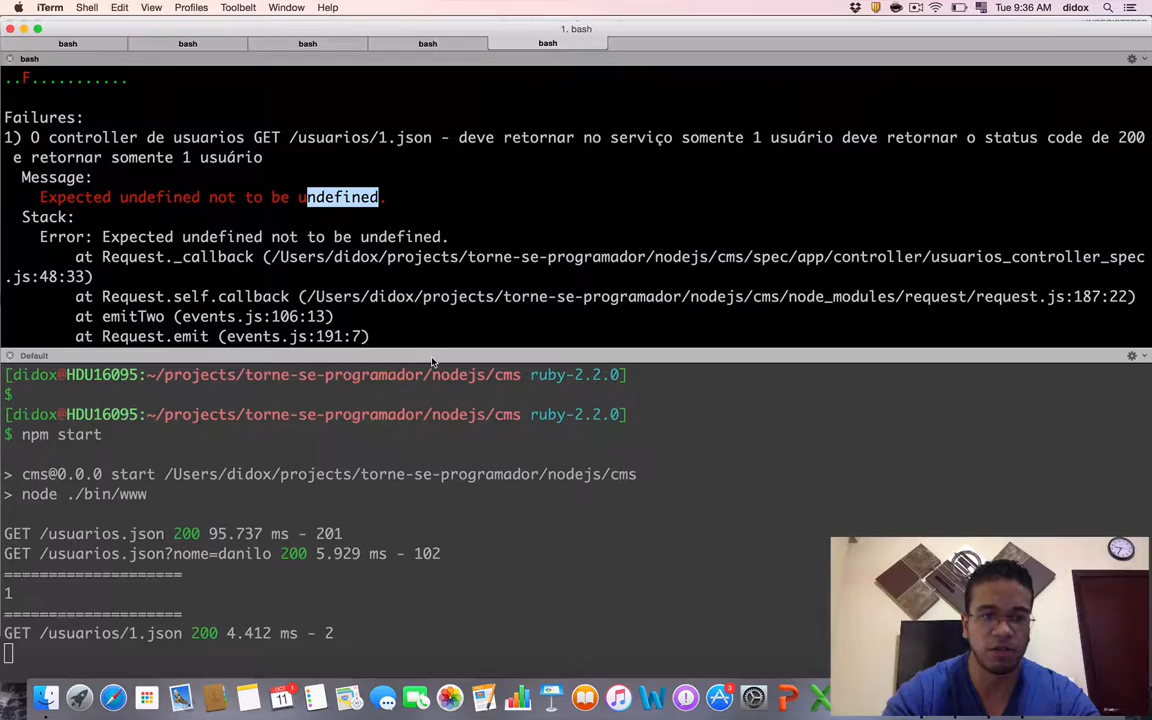 iTerm Shell Edit View Profiles Toolbelt Window Help
Tue 9:36 AM didox
1. bash
bash bash bash bash bash
bash
..F...........
Failures:
1) O controller de usuarios GET /usuarios/1.json - deve retornar no serviço somente 1 usuário deve retornar o status code de 200
e retornar somente 1 usuário
Message:
Expected undefined not to be undefined.
Stack:
Error: Expected undefined not to be undefined.
at Request._callback (/Users/didox/projects/torne-se-programador/nodejs/cms/spec/app/controller/usuarios_controller_spec
.js:48:33)
at Request.self.callback (/Users/didox/projects/torne-se-programador/nodejs/cms/node_modules/request/request.js:187:22)
at emitTwo (events.js:106:13)
at Request.emit (events.js:191:7)
Default
[didox@HDU16095:~/projects/torne-se-programador/nodejs/cms ruby-2.2.0]
$
[didox@HDU16095:~/projects/torne-se-programador/nodejs/cms ruby-2.2.0]
$ npm start
> cms@0.0.0 start /Users/didox/projects/torne-se-programador/nodejs/cms
> node ./bin/www
GET /usuarios.json 200 95.737 ms - 201
GET /usuarios.json?nome=danilo 200 5.929 ms - 102
====================
1
====================
GET /usuarios/1.json 200 4.412 ms - 2